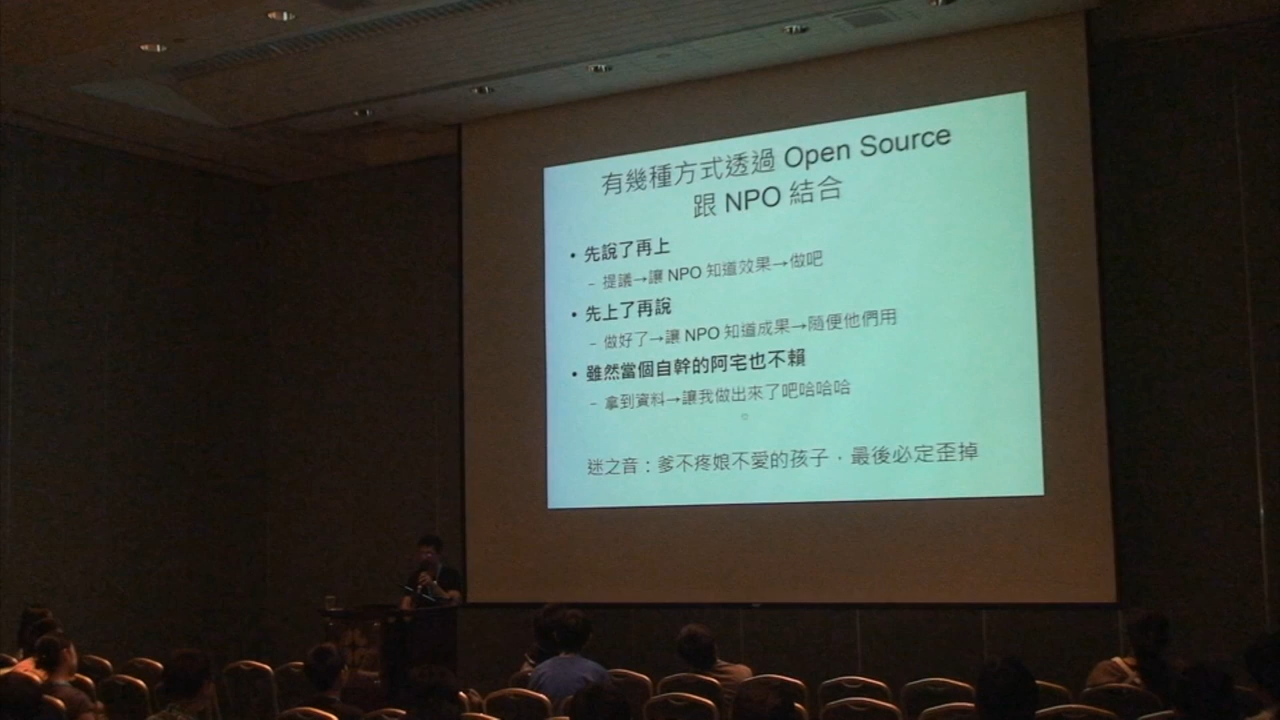 有幾種方式透過 Open Source
跟 NPO 結合
• 先說了再上
– 提議→讓 NPO 知道效果→做吧
• 先上了再說
– 做好了→讓 NPO 知道成果→隨便他們用
• 雖然當個自幹的阿宅也不賴
– 拿到資料→讓我做出來了吧哈哈哈
迷之音：爹不疼娘不愛的孩子，最後必定歪掉